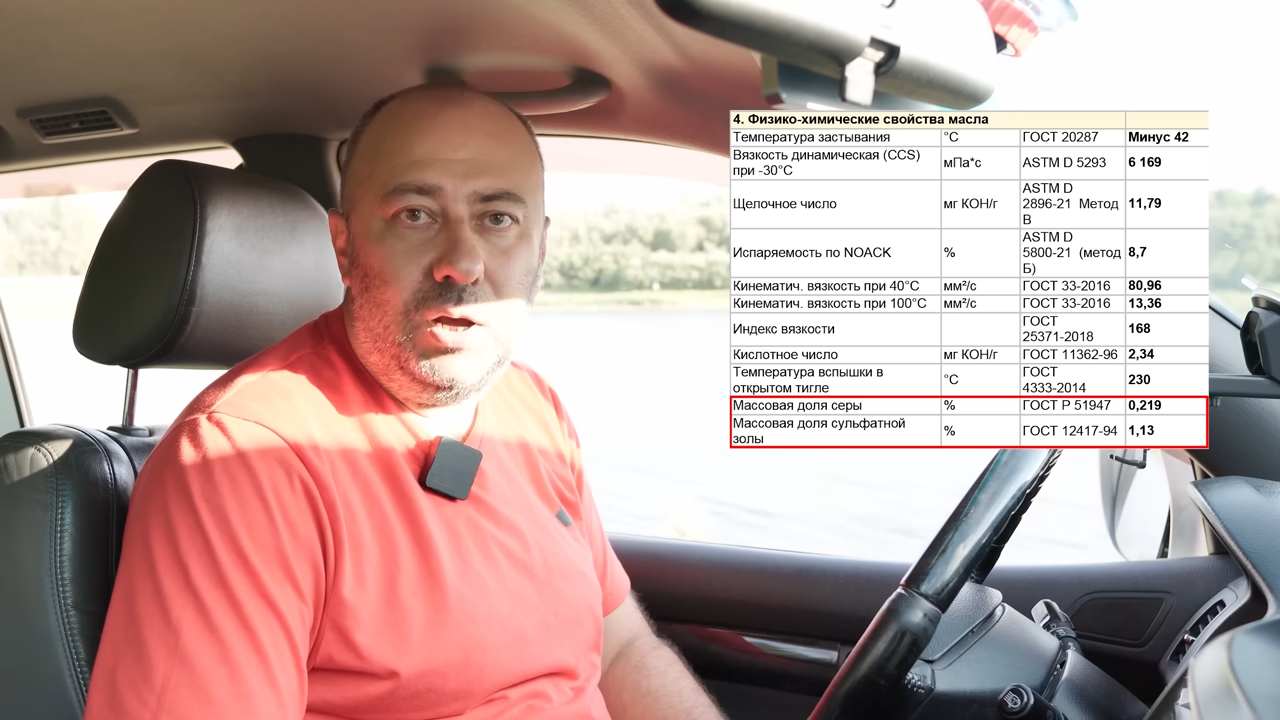 4. Физико-химические свойства масла
Температура застывания °C ГОСТ 20287 Минус 42
Вязкость динамическая (CCS) при -30°C мПа*с ASTM D 5293 6 169
Щелочное число мг КОН/г ASTM D 2896-21 Метод В 11,79
Испаряемость по NOACK % ASTM D 5800-21 (метод Б) 8,7
Кинематич. вязкость при 40°C мм²/с ГОСТ 33-2016 80,96
Кинематич. вязкость при 100°C мм²/с ГОСТ 33-2016 13,36
Индекс вязкости ГОСТ 25371-2018 168
Кислотное число мг КОН/г ГОСТ 11362-96 2,34
Температура вспышки в открытом тигле °C ГОСТ 4333-2014 230
Массовая доля серы % ГОСТ Р 51947 0,219
Массовая доля сульфатной золы % ГОСТ 12417-94 1,13